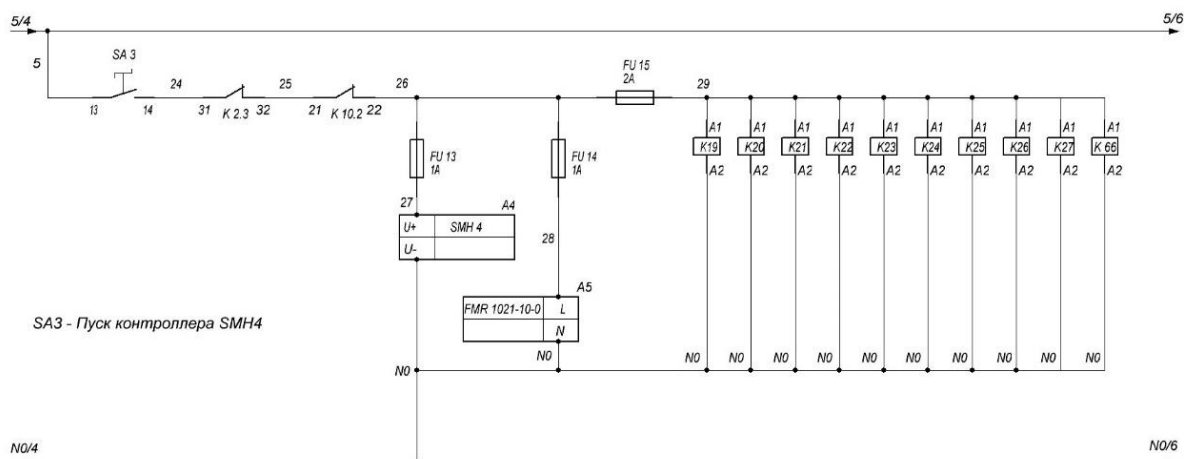 5/4
5/6
5
SA 3
24
25
26
FU 15
2A
29
13
14
31
K 2.3
32
21
K 10.2
22
A1
A1
A1
A1
A1
A1
A1
A1
A1
A1
K19
K20
K21
K22
K23
K24
K25
K26
K27
K 66
A2
A2
A2
A2
A2
A2
A2
A2
A2
A2
FU 13
1A
FU 14
1A
27
A4
U+
SMH 4
U-
28
A5
FMR 1021-10-0
L
N
SA3 - Пуск контроллера SMH4
N0
N0
N0
N0
N0
N0
N0
N0
N0
N0
N0
N0
N0/4
N0/6